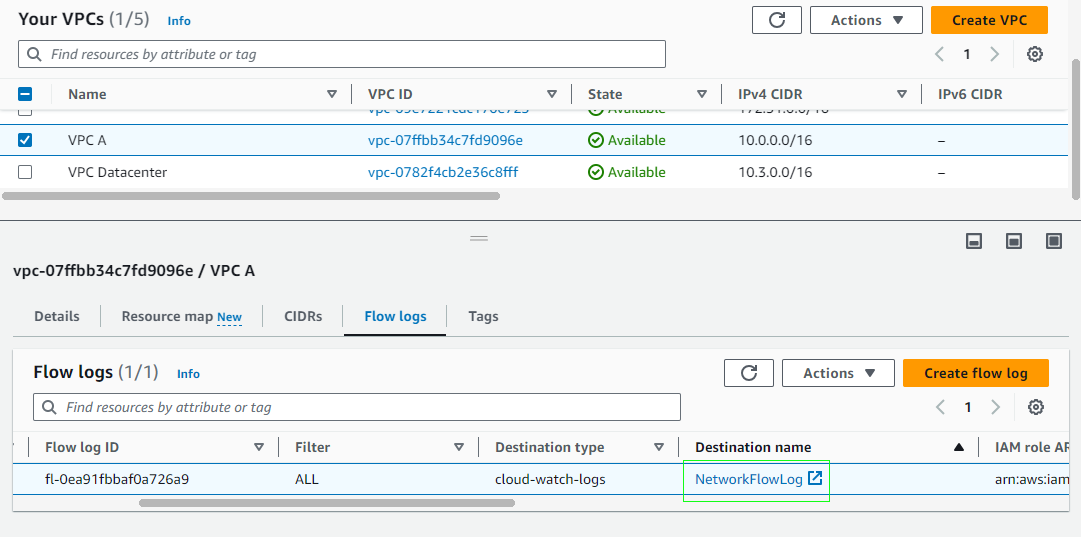 Your VPCs (1/5) Info
Actions
Create VPC
Find resources by attribute or tag
1
Name VPC ID State IPv4 CIDR IPv6 CIDR
Available
VPC A vpc-07ffbb34c7fd9096e Available 10.0.0.0/16 –
VPC Datacenter vpc-0782f4cb2e36c8fff Available 10.3.0.0/16 –
vpc-07ffbb34c7fd9096e / VPC A
Details Resource map New CIDRs Flow logs Tags
Flow logs (1/1) Info
Actions
Create flow log
Find resources by attribute or tag
1
Flow log ID Filter Destination type Destination name IAM role AR
fl-0ea91fbbaf0a726a9 ALL cloud-watch-logs NetworkFlowLog arn:aws:iam